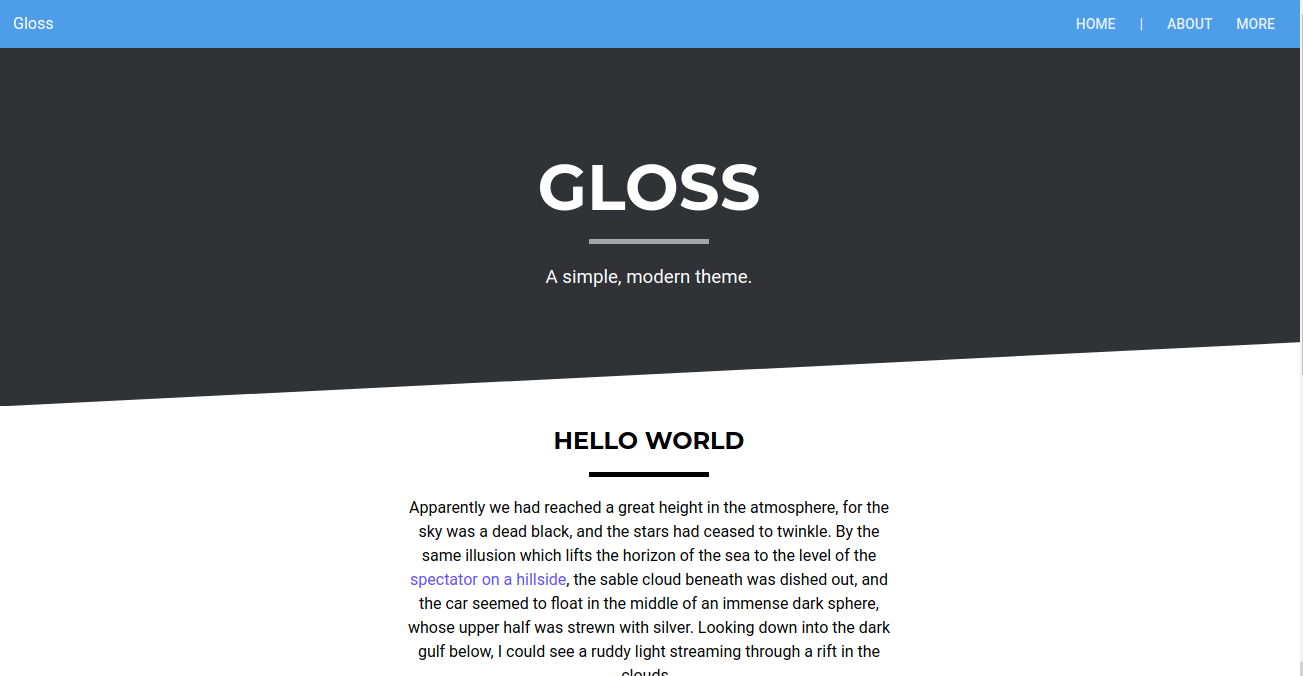 Gloss
HOME | ABOUT MORE
GLOSS
A simple, modern theme.
HELLO WORLD
Apparently we had reached a great height in the atmosphere, for the
sky was a dead black, and the stars had ceased to twinkle. By the
same illusion which lifts the horizon of the sea to the level of the
spectator on a hillside, the sable cloud beneath was dished out, and
the car seemed to float in the middle of an immense dark sphere,
whose upper half was strewn with silver. Looking down into the dark
gulf below, I could see a ruddy light streaming through a rift in the
clouds.